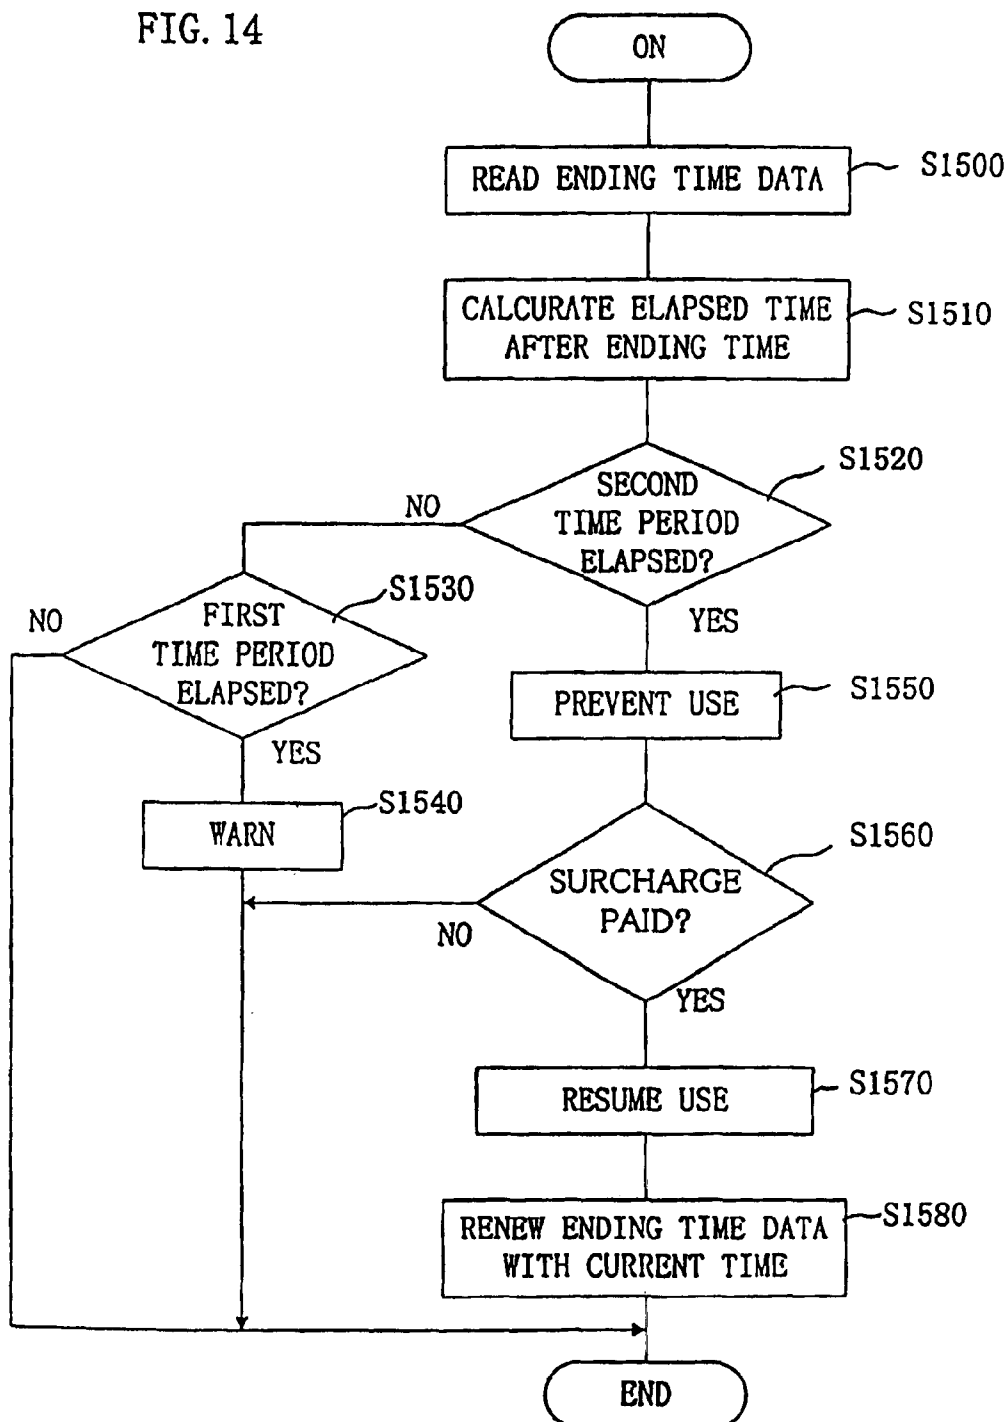 FIG. 14
ON
READ ENDING TIME DATA
S1500
CALCURATE ELAPSED TIME
AFTER ENDING TIME
S1510
SECOND
TIME PERIOD
ELAPSED?
S1520
NO
YES
FIRST
TIME PERIOD
ELAPSED?
S1530
NO
YES
PREVENT USE
S1550
WARN
S1540
SURCHARGE
PAID?
S1560
NO
YES
RESUME USE
S1570
RENEW ENDING TIME DATA
WITH CURRENT TIME
S1580
END